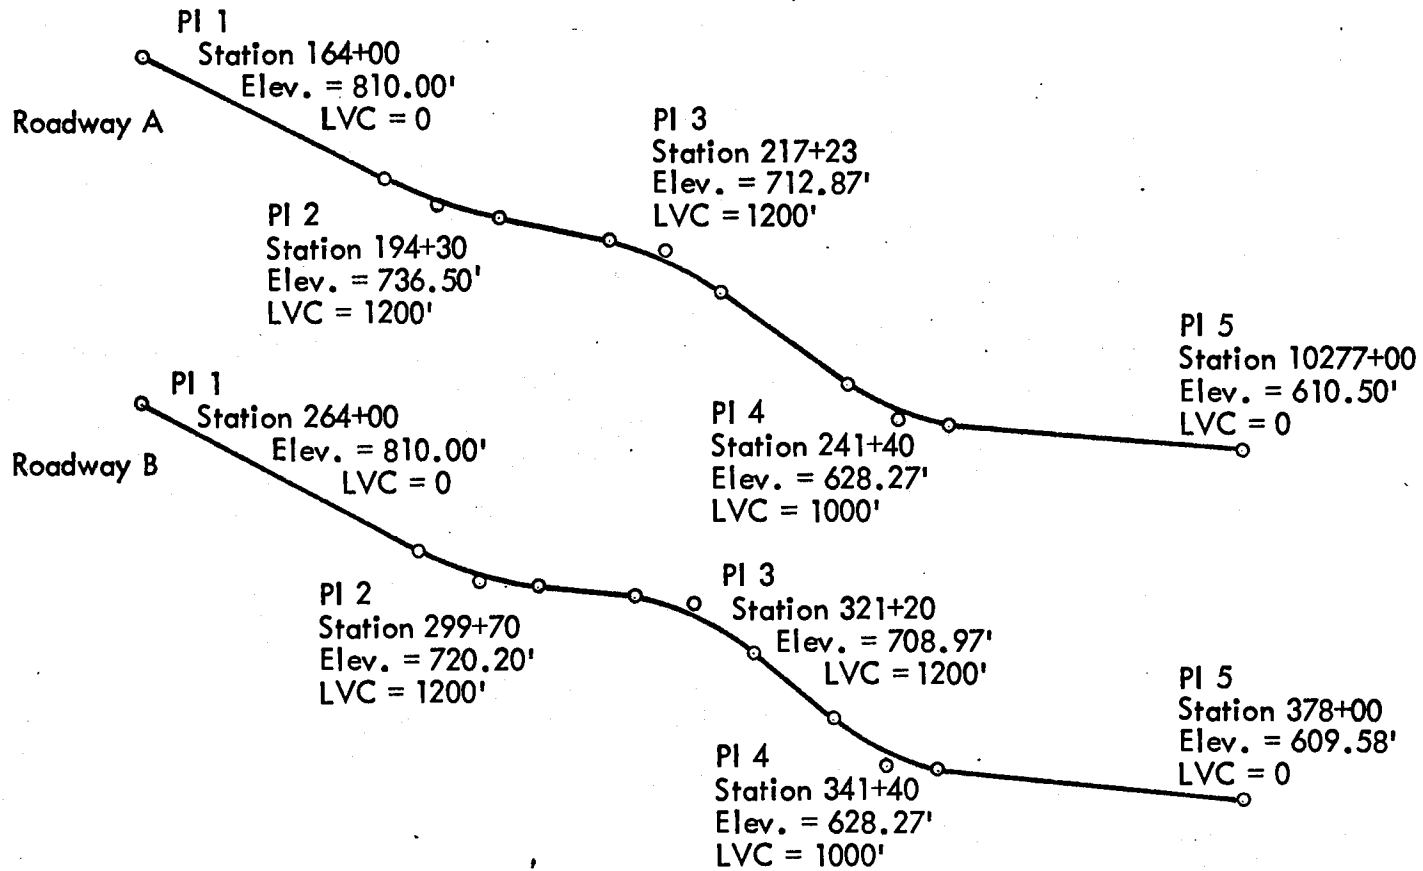 PI 1
Station 164+00
Elev. = 810.00'
LVC = 0
Roadway A
PI 2
Station 194+30
Elev. = 736.50'
LVC = 1200'
PI 3
Station 217+23
Elev. = 712.87'
LVC = 1200'
PI 4
Station 241+40
Elev. = 628.27'
LVC = 1000'
PI 5
Station 10277+00
Elev. = 610.50'
LVC = 0
PI 1
Station 264+00
Elev. = 810.00'
LVC = 0
Roadway B
PI 2
Station 299+70
Elev. = 720.20'
LVC = 1200'
PI 3
Station 321+20
Elev. = 708.97'
LVC = 1200'
PI 4
Station 341+40
Elev. = 628.27'
LVC = 1000'
PI 5
Station 378+00
Elev. = 609.58'
LVC = 0